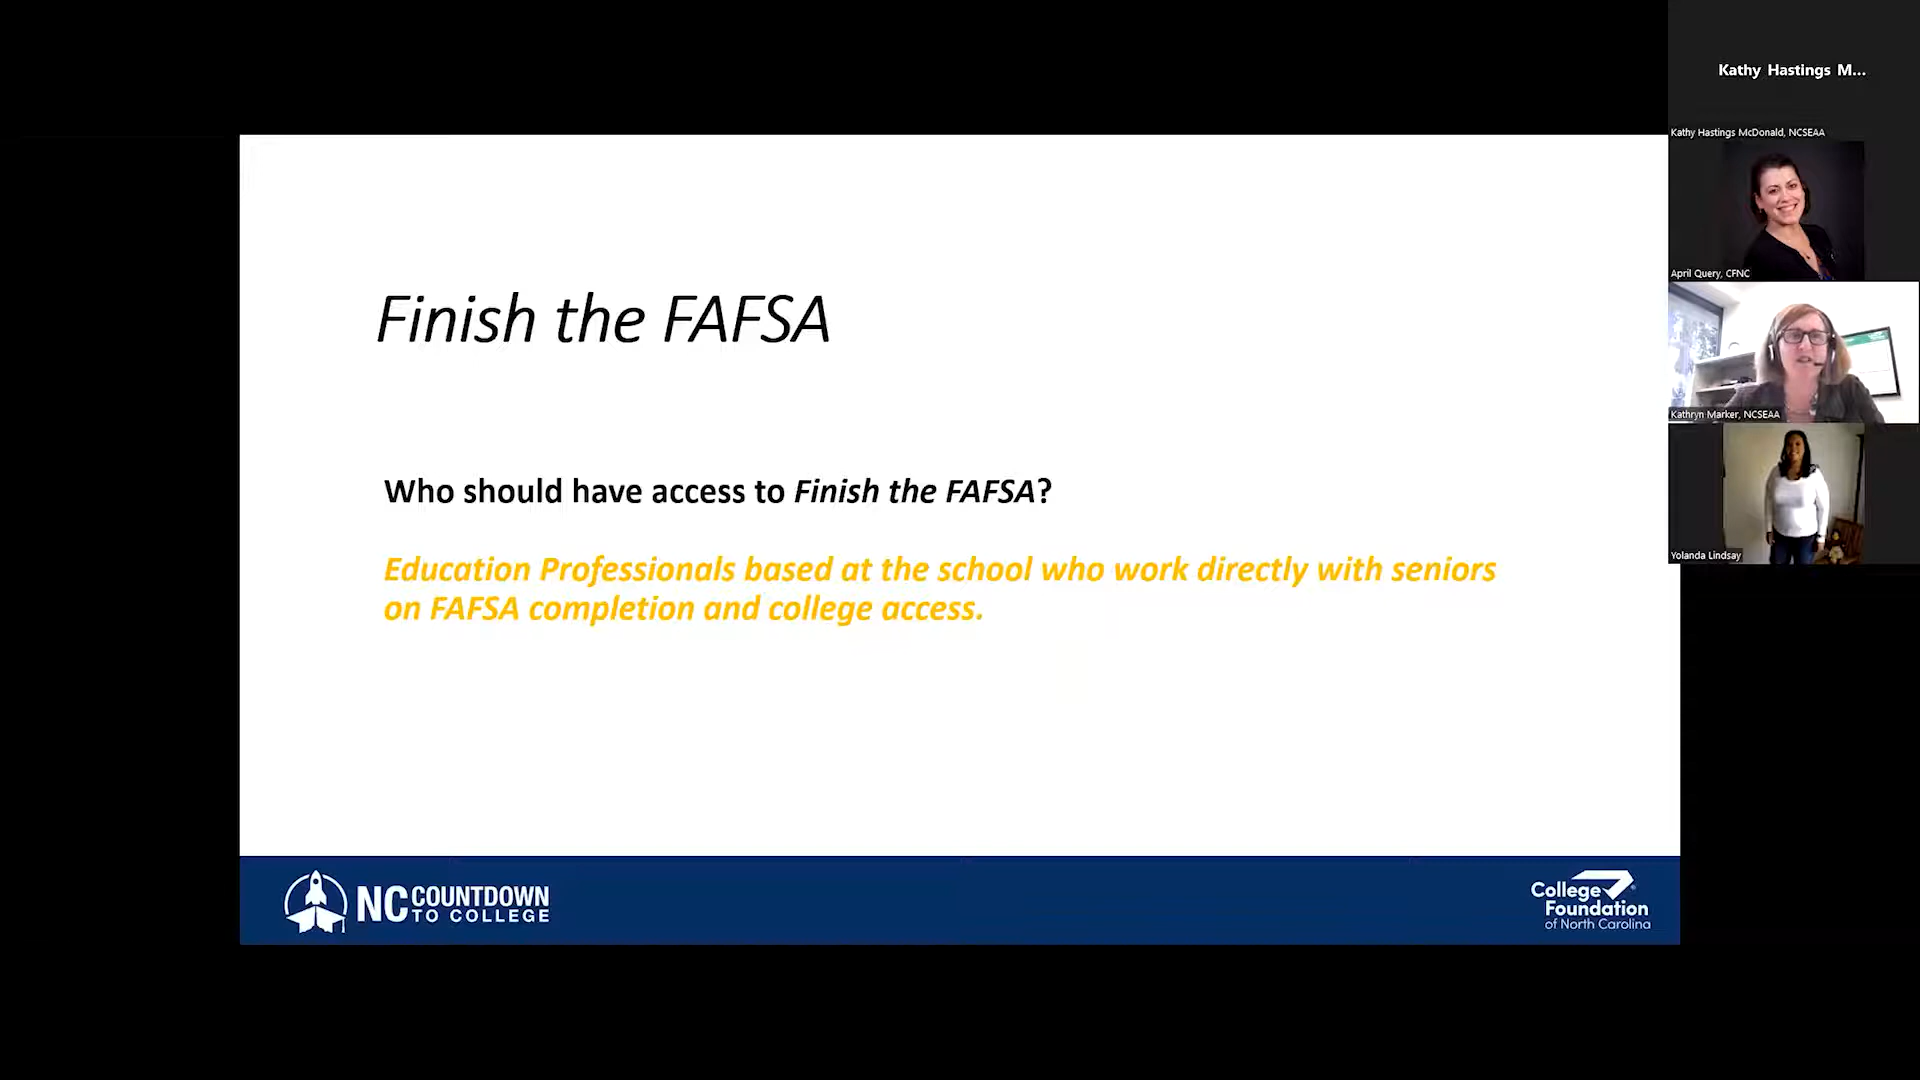 Kathy Hastings M...
Kathy Hastings McDonald, NCSEAA
April Query, CFNC
Kathryn Marker, NCSEAA
Yolanda Lindsay
Finish the FAFSA
Who should have access to Finish the FAFSA?
Education Professionals based at the school who work directly with seniors
on FAFSA completion and college access.
NC COUNTDOWN
TO COLLEGE
College
Foundation
of North Carolina